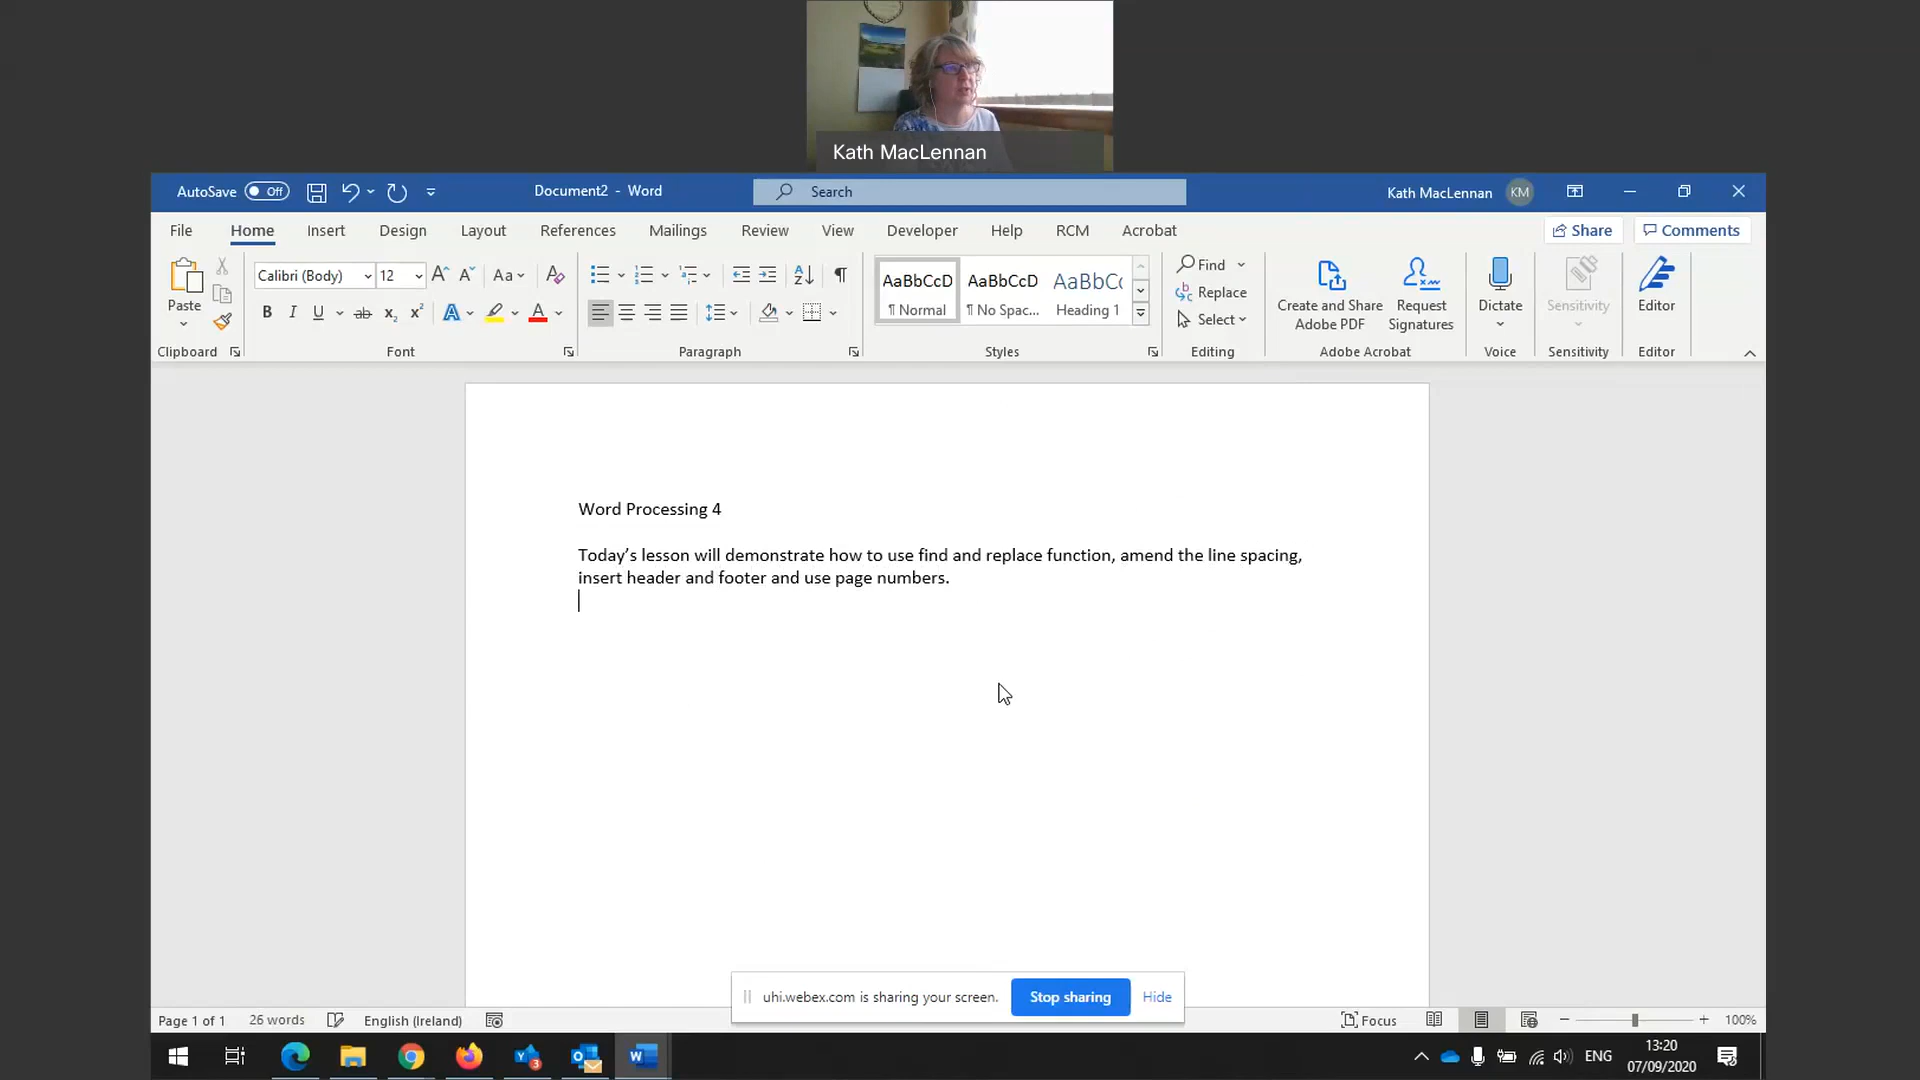 Kath MacLennan
AutoSave Off Document2 - Word Search Kath MacLennan KM
File Home Insert Design Layout References Mailings Review View Developer Help RCM Acrobat Share Comments
Paste
Clipboard
Calibri (Body) 12 Aa
B I U ab x₂ x² A A
Font
Paragraph
AaBbCcD AaBbCcD AaBbCc
¶ Normal ¶ No Spac... Heading 1
Styles
Find
Replace
Select
Editing
Create and Share Adobe PDF
Request Signatures
Adobe Acrobat
Dictate
Voice
Sensitivity
Sensitivity
Editor
Editor
Word Processing 4
Today’s lesson will demonstrate how to use find and replace function, amend the line spacing,
insert header and footer and use page numbers.
uhi.webex.com is sharing your screen. Stop sharing Hide
Page 1 of 1 26 words English (Ireland) Focus 100%
ENG 13:20
07/09/2020